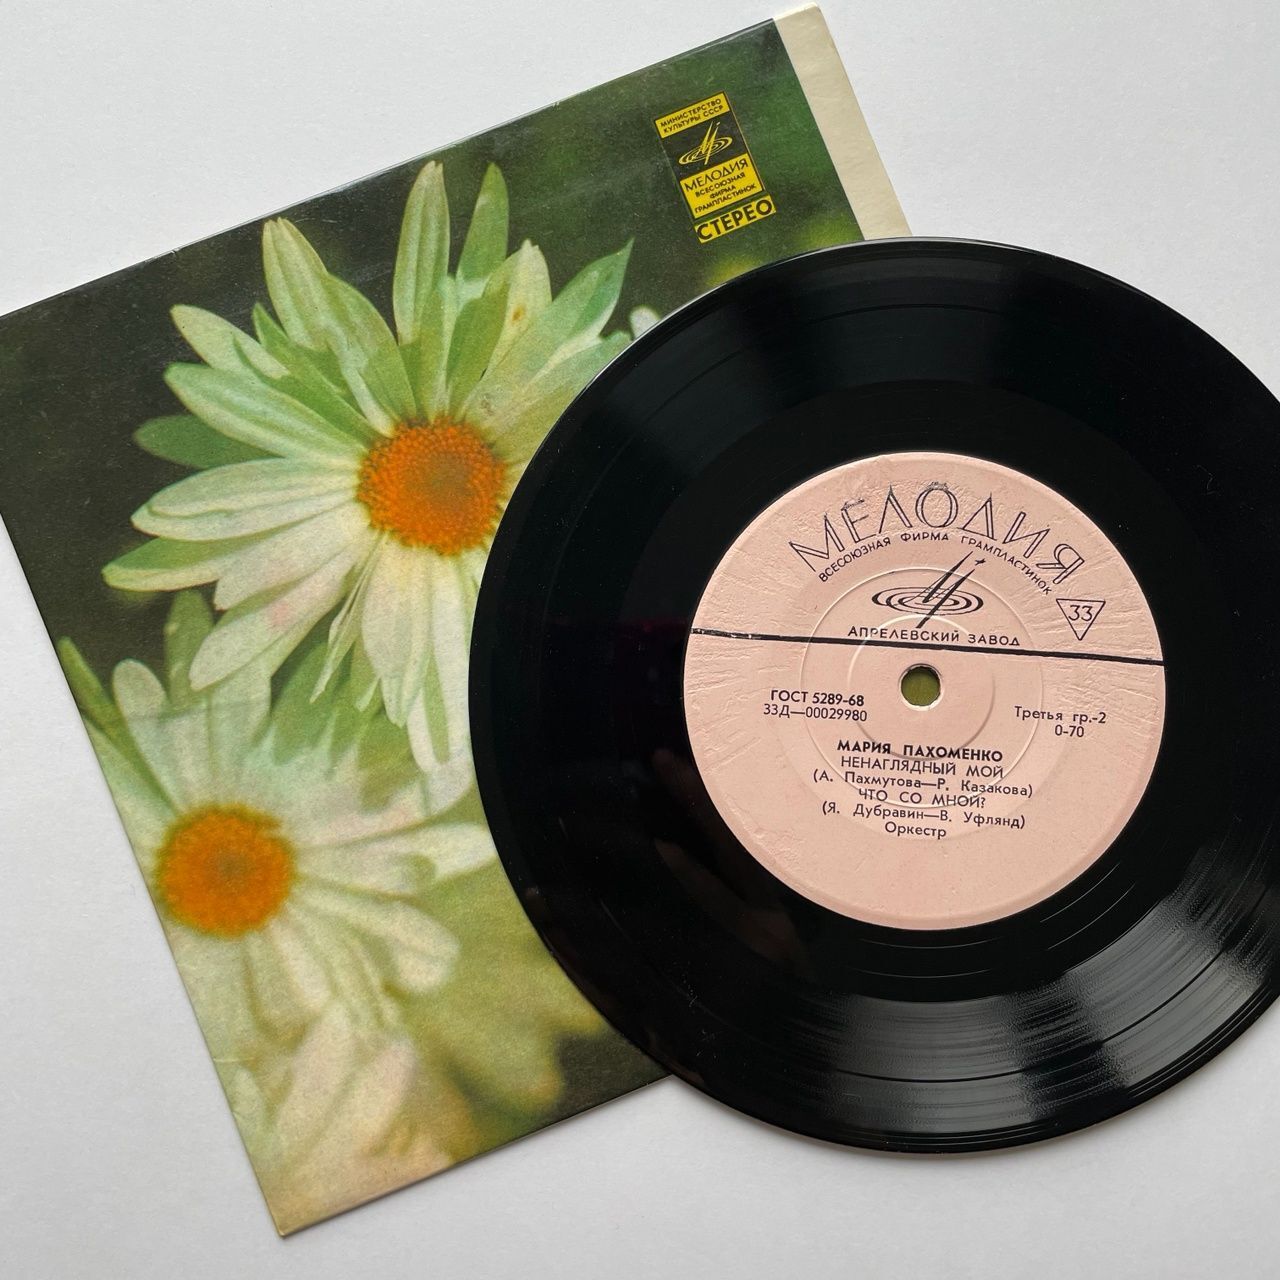 МИНИСТЕРСТВО
КУЛЬТУРЫ СССР
МЕЛОДИЯ
ВСЕСОЮЗНАЯ
ФИРМА
ГРАМПЛАСТИНОК
СТЕРЕО
МЕЛОДИЯ
ВСЕСОЮЗНАЯ ФИРМА ГРАМПЛАСТИНОК
33
АПРЕЛЕВСКИЙ ЗАВОД
ГОСТ 5289-68
33Д—00029980
Третья гр.-2
0-70
МАРИЯ ПАХОМЕНКО
НЕНАГЛЯДНЫЙ МОЙ
(А. Пахмутова—Р. Казакова)
ЧТО СО МНОЙ?
(Я. Дубравин—В. Уфлянд)
Оркестр